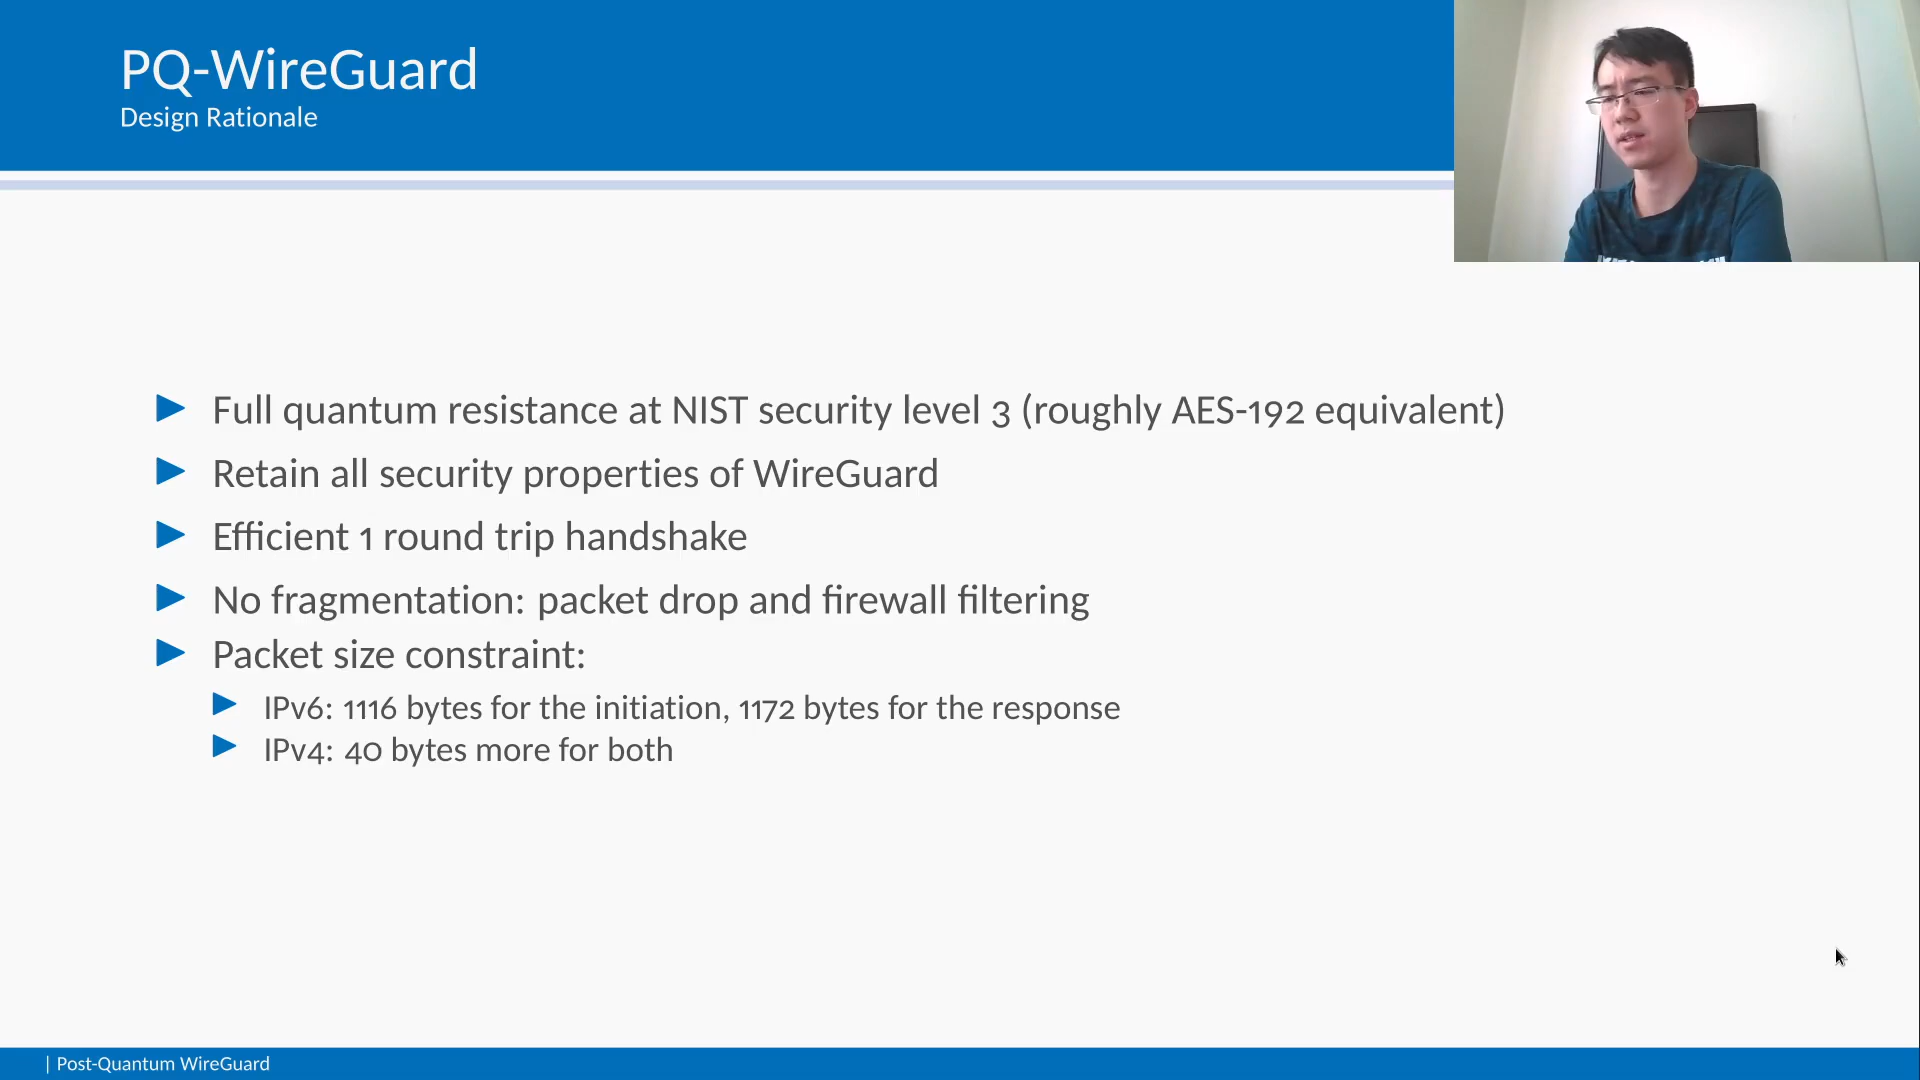 PQ-WireGuard
Design Rationale
Full quantum resistance at NIST security level 3 (roughly AES-192 equivalent)
Retain all security properties of WireGuard
Efficient 1 round trip handshake
No fragmentation: packet drop and firewall filtering
Packet size constraint:
IPv6: 1116 bytes for the initiation, 1172 bytes for the response
IPv4: 40 bytes more for both
| Post-Quantum WireGuard